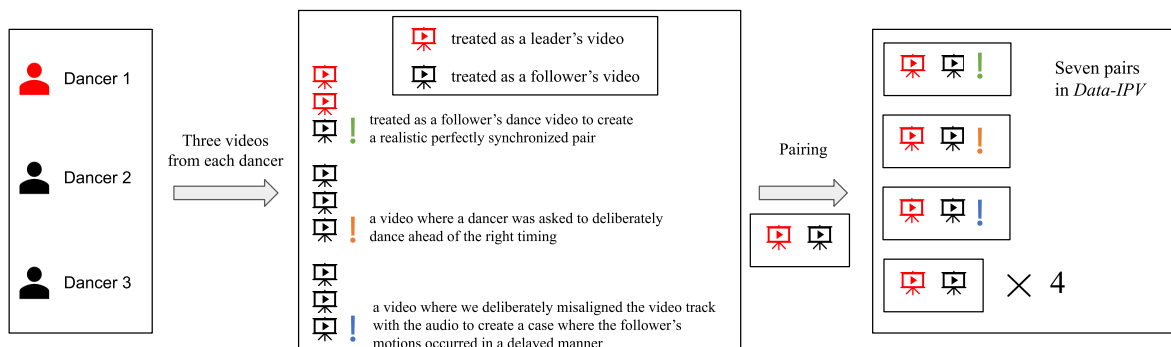 Dancer 1
Dancer 2
Dancer 3
Three videos
from each dancer
treated as a leader's video
treated as a follower's video
! treated as a follower's dance video to create
a realistic perfectly synchronized pair
! a video where a dancer was asked to deliberately
dance ahead of the right timing
! a video where we deliberately misaligned the video track
with the audio to create a case where the follower's
motions occurred in a delayed manner
Pairing
!
!
!
× 4
Seven pairs
in Data-IPV